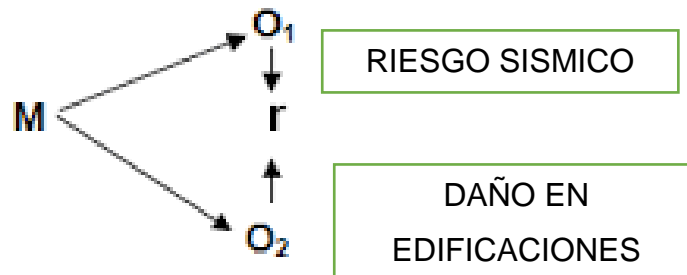 O₁
RIESGO SISMICO
M
r
DAÑO EN
O₂
EDIFICACIONES